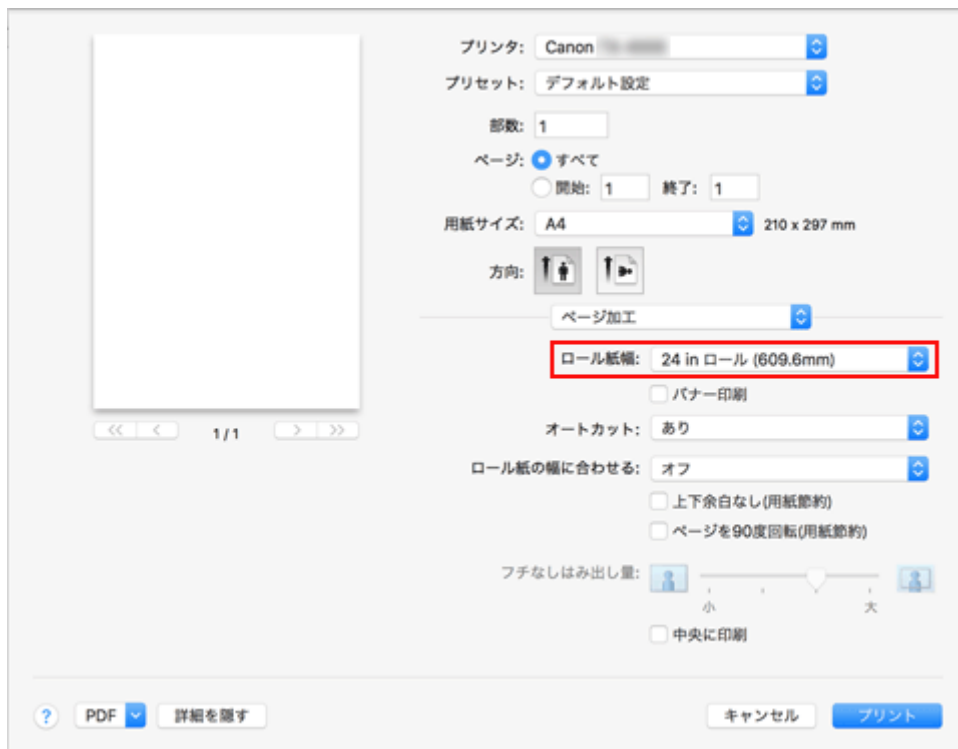 プリンタ: Canon
プリセット: デフォルト設定
部数: 1
ページ: すべて
開始: 1 終了: 1
用紙サイズ: A4 210 x 297 mm
方向:
ページ加工
ロール紙幅: 24 in ロール (609.6mm)
バナー印刷
オートカット: あり
ロール紙の幅に合わせる: オフ
上下余白なし(用紙節約)
ページを90度回転(用紙節約)
フチなしはみ出し量:
小 大
中央に印刷
1 / 1
? PDF 詳細を隠す キャンセル プリント